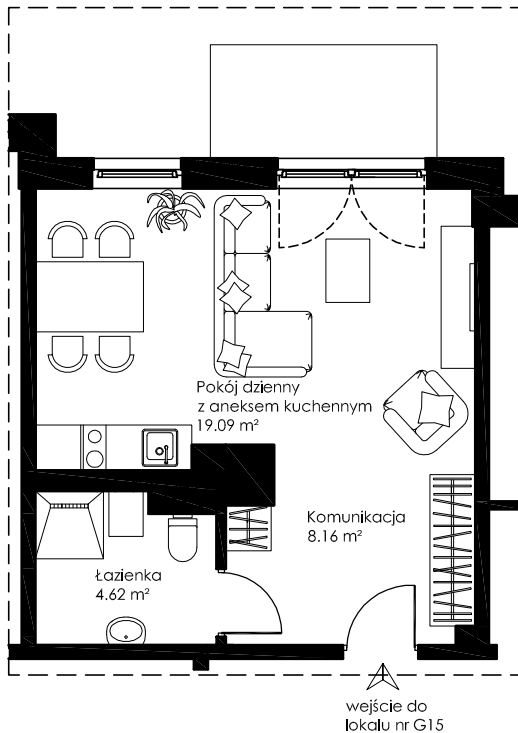 Pokój dzienny
z aneksem kuchennym
19.09 m²
Komunikacja
8.16 m²
Łazienka
4.62 m²
wejście do
lokalu nr G15